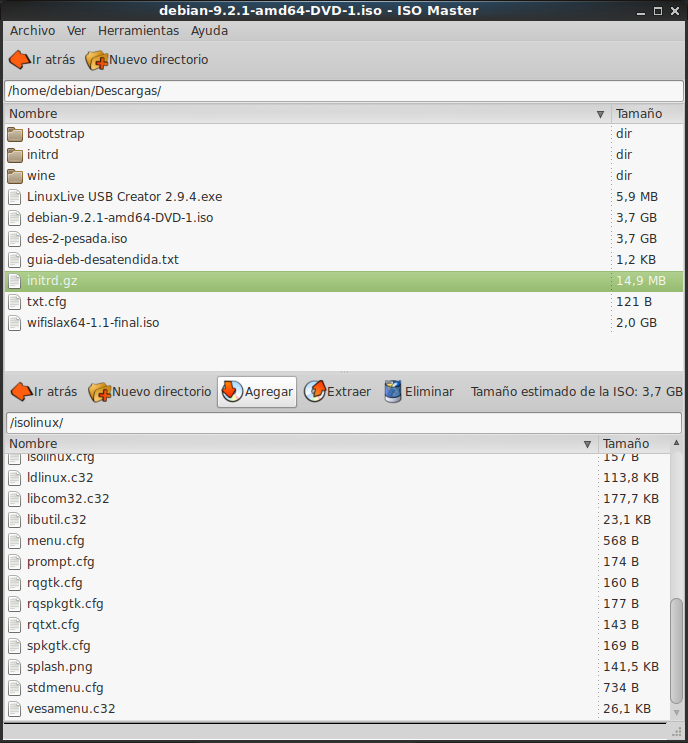 debian-9.2.1-amd64-DVD-1.iso - ISO Master
Archivo Ver Herramientas Ayuda
Ir atrás Nuevo directorio
/home/debian/Descargas/
Nombre Tamaño
bootstrap dir
initrd dir
wine dir
LinuxLive USB Creator 2.9.4.exe 5,9 MB
debian-9.2.1-amd64-DVD-1.iso 3,7 GB
des-2-pesada.iso 3,7 GB
guia-deb-desatendida.txt 1,2 KB
initrd.gz 14,9 MB
txt.cfg 121 B
wifislax64-1.1-final.iso 2,0 GB
Ir atrás Nuevo directorio Agregar Extraer Eliminar Tamaño estimado de la ISO: 3,7 GB
/isolinux/
Nombre Tamaño
isolinux.cfg 157 B
ldlinux.c32 113,8 KB
libcom32.c32 177,7 KB
libutil.c32 23,1 KB
menu.cfg 568 B
prompt.cfg 174 B
rqgtk.cfg 160 B
rqspkgtk.cfg 177 B
rqtxt.cfg 143 B
spkgtk.cfg 169 B
splash.png 141,5 KB
stdmenu.cfg 734 B
vesamenu.c32 26,1 KB